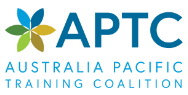 APTC
AUSTRALIA PACIFIC
TRAINING COALITION